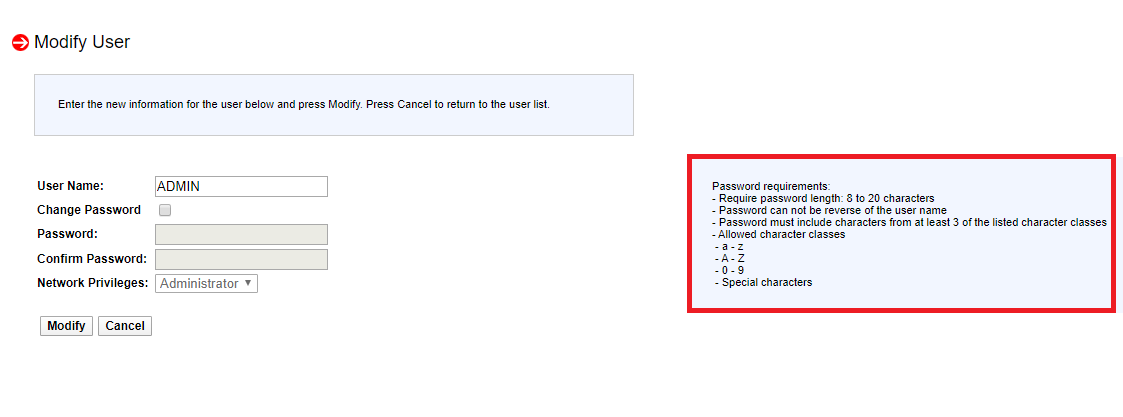 Modify User
Enter the new information for the user below and press Modify. Press Cancel to return to the user list.
User Name: ADMIN
Change Password
Password:
Confirm Password:
Network Privileges: Administrator
Modify Cancel
Password requirements:
- Require password length: 8 to 20 characters
- Password can not be reverse of the user name
- Password must include characters from at least 3 of the listed character classes
- Allowed character classes
- a - z
- A - Z
- 0 - 9
- Special characters